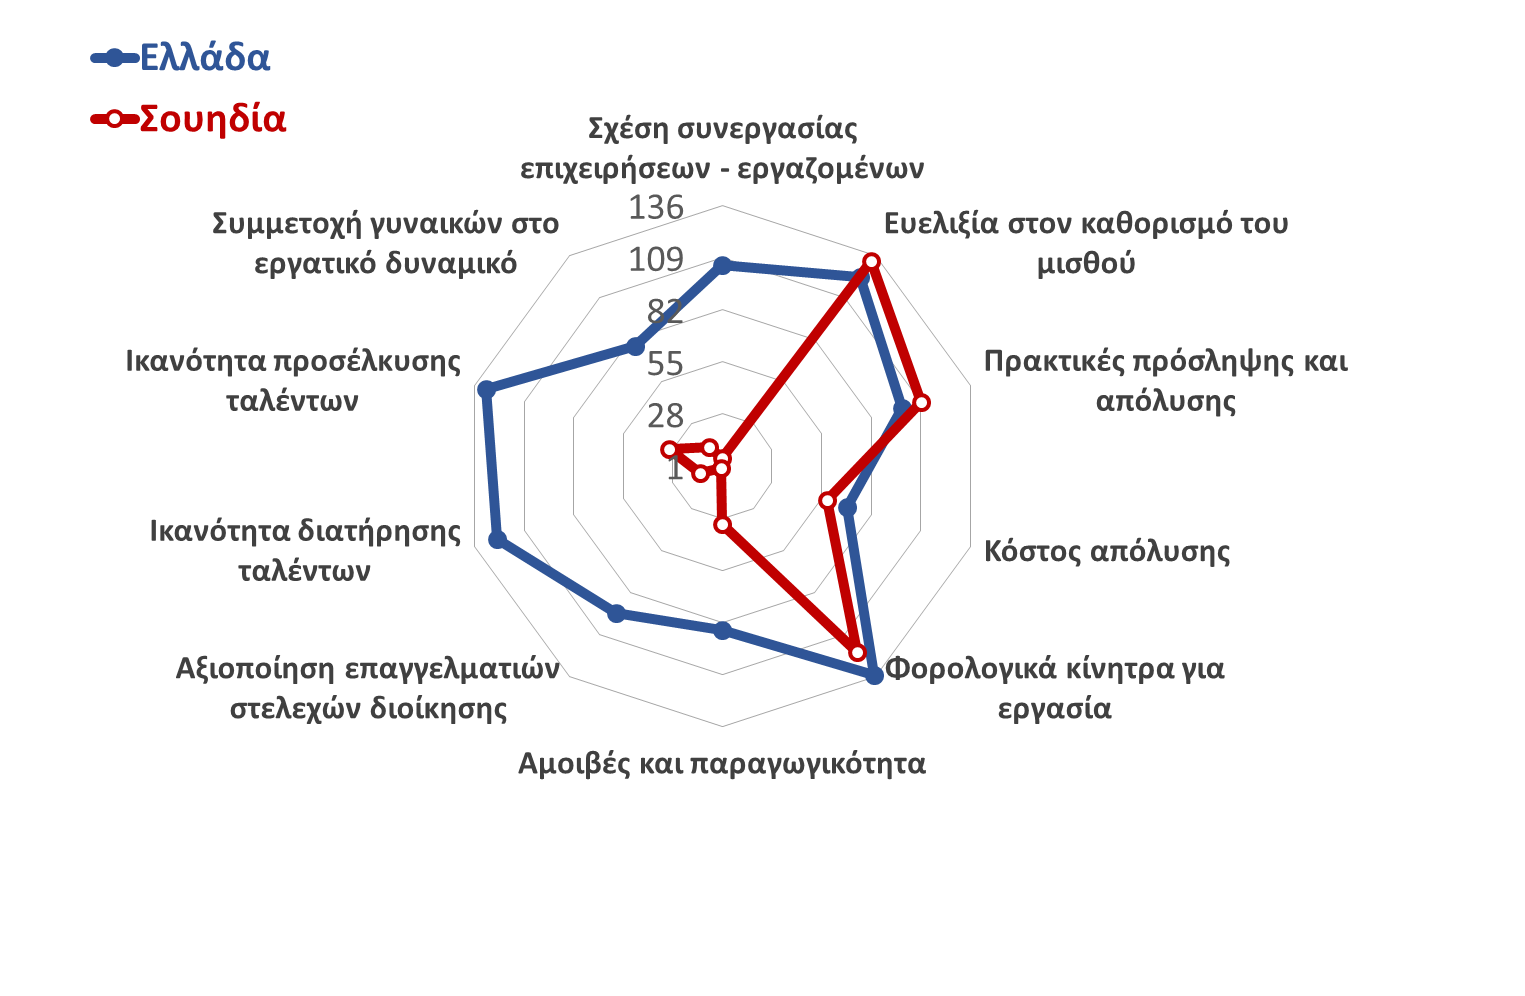 Ελλάδα
Σουηδία
Σχέση συνεργασίας
επιχειρήσεων - εργαζομένων
Ευελιξία στον καθορισμό του
μισθού
Πρακτικές πρόσληψης και
απόλυσης
Κόστος απόλυσης
Φορολογικά κίνητρα για
εργασία
Αμοιβές και παραγωγικότητα
Αξιοποίηση επαγγελματιών
στελεχών διοίκησης
Ικανότητα διατήρησης
ταλέντων
Ικανότητα προσέλκυσης
ταλέντων
Συμμετοχή γυναικών στο
εργατικό δυναμικό
136
109
82
55
28
1